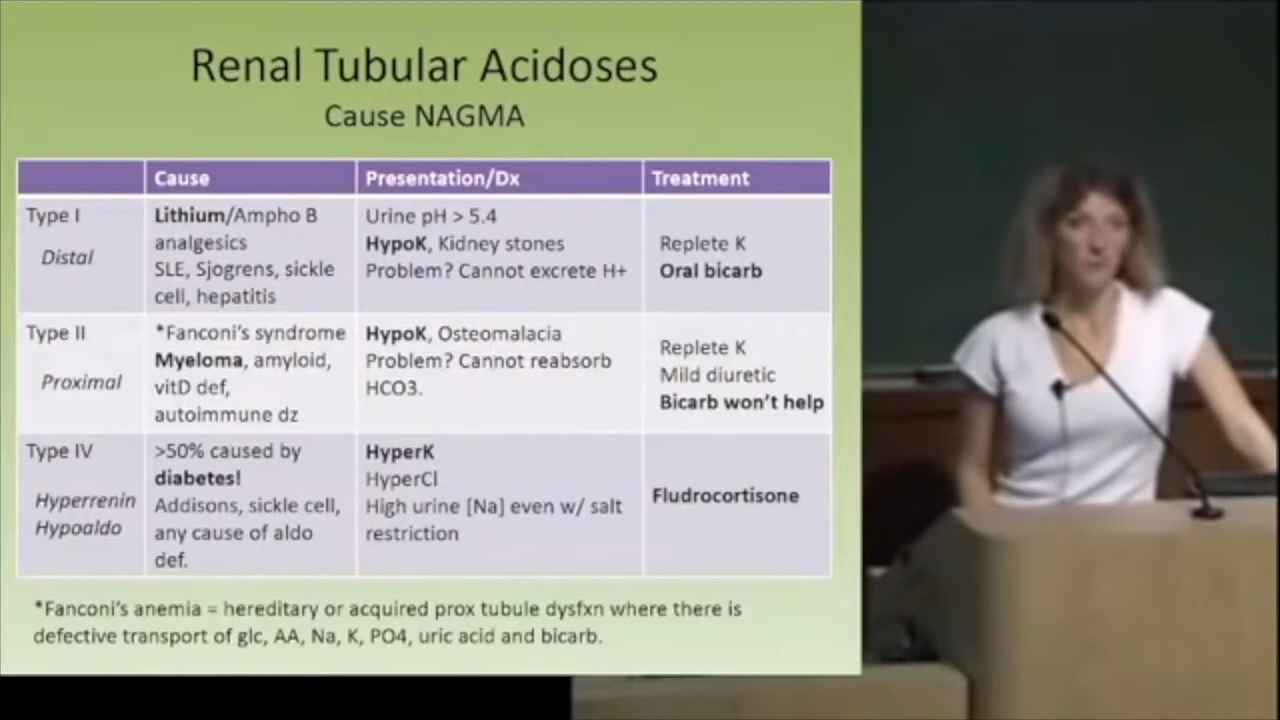 Renal Tubular Acidoses
Cause NAGMA
Cause Presentation/Dx Treatment
Type I
Distal
Lithium/Ampho B
analgesics
SLE, Sjogrens, sickle
cell, hepatitis
Urine pH > 5.4
HypoK, Kidney stones
Problem? Cannot excrete H+
Replete K
Oral bicarb
Type II
Proximal
*Fanconi's syndrome
Myeloma, amyloid,
vitD def,
autoimmune dz
HypoK, Osteomalacia
Problem? Cannot reabsorb
HCO3.
Replete K
Mild diuretic
Bicarb won't help
Type IV
Hyperrenin
Hypoaldo
>50% caused by
diabetes!
Addisons, sickle cell,
any cause of aldo
def.
HyperK
HyperCl
High urine [Na] even w/ salt
restriction
Fludrocortisone
*Fanconi's anemia = hereditary or acquired prox tubule dysfxn where there is
defective transport of glc, AA, Na, K, PO4, uric acid and bicarb.